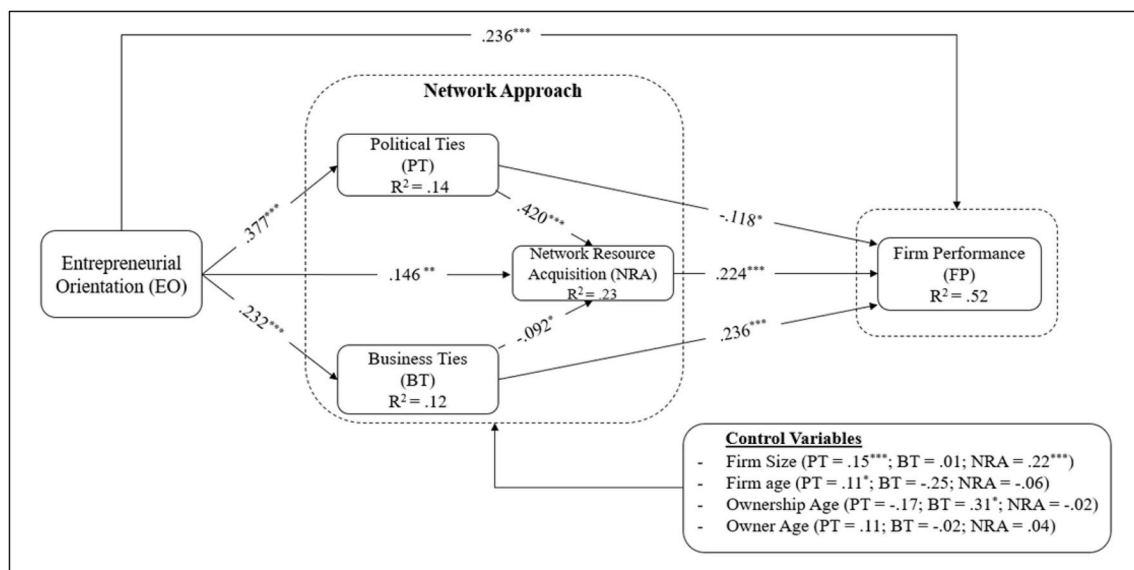 .236***
Network Approach
Political Ties
(PT)
R² = .14
.377***
.420***
-.118*
Entrepreneurial
Orientation (EO)
.146 **
Network Resource
Acquisition (NRA)
R² = .23
.224***
Firm Performance
(FP)
R² = .52
.232***
-.092*
.236***
Business Ties
(BT)
R² = .12
Control Variables
- Firm Size (PT = .15***; BT = .01; NRA = .22***)
- Firm age (PT = .11*; BT = -.25; NRA = -.06)
- Ownership Age (PT = -.17; BT = .31*; NRA = -.02)
- Owner Age (PT = .11; BT = -.02; NRA = .04)